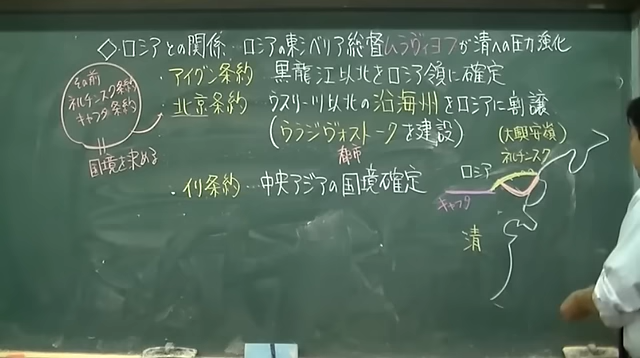 ◇ロシアとの関係…ロシアの東シベリア総督ムラヴィヨフが清への圧力強化
・アイグン条約…黒龍江以北をロシア領に確定
・北京条約…ウスリー江以北の沿海州をロシアに割譲
(ウラジヴォストークを建設)
都市
・イリ条約…中央アジアの国境確定
その前
ネルチンスク条約
キャフタ条約
国境を決める
(大興安嶺)
ネルチンスク
ロシア
キャフタ
清